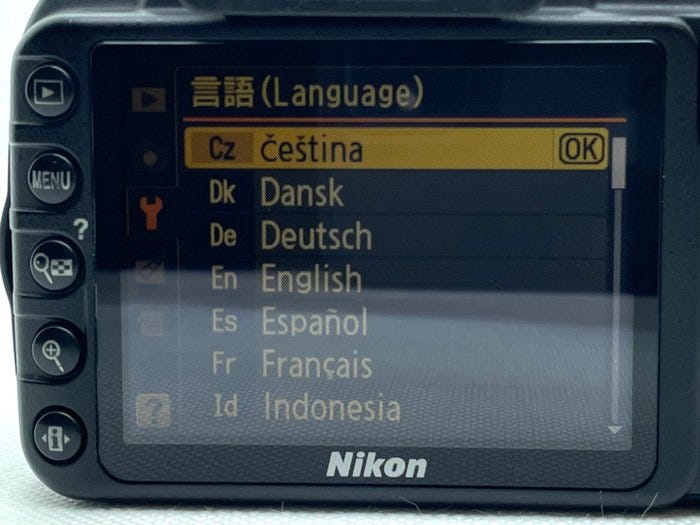 言語(Language)
Cz čeština OK
Dk Dansk
De Deutsch
En English
Es Español
Fr Français
Id Indonesia
MENU
?
i
?
Nikon